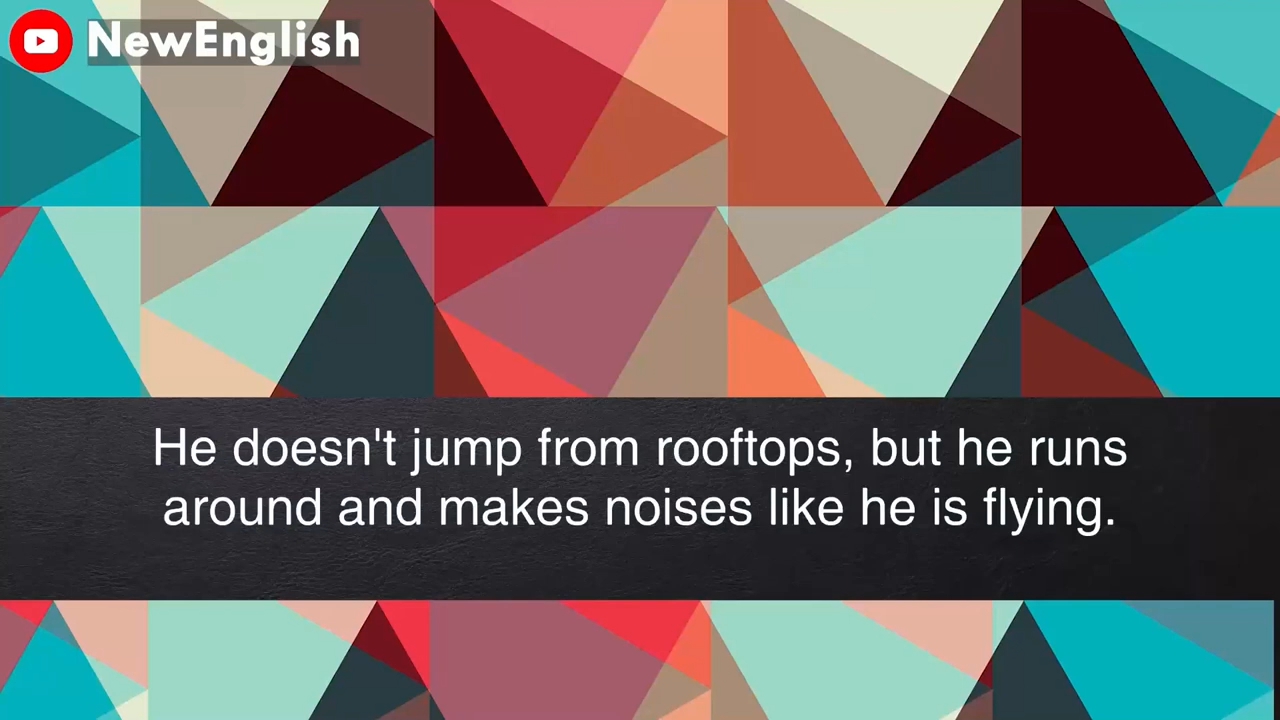 NewEnglish
He doesn't jump from rooftops, but he runs
around and makes noises like he is flying.